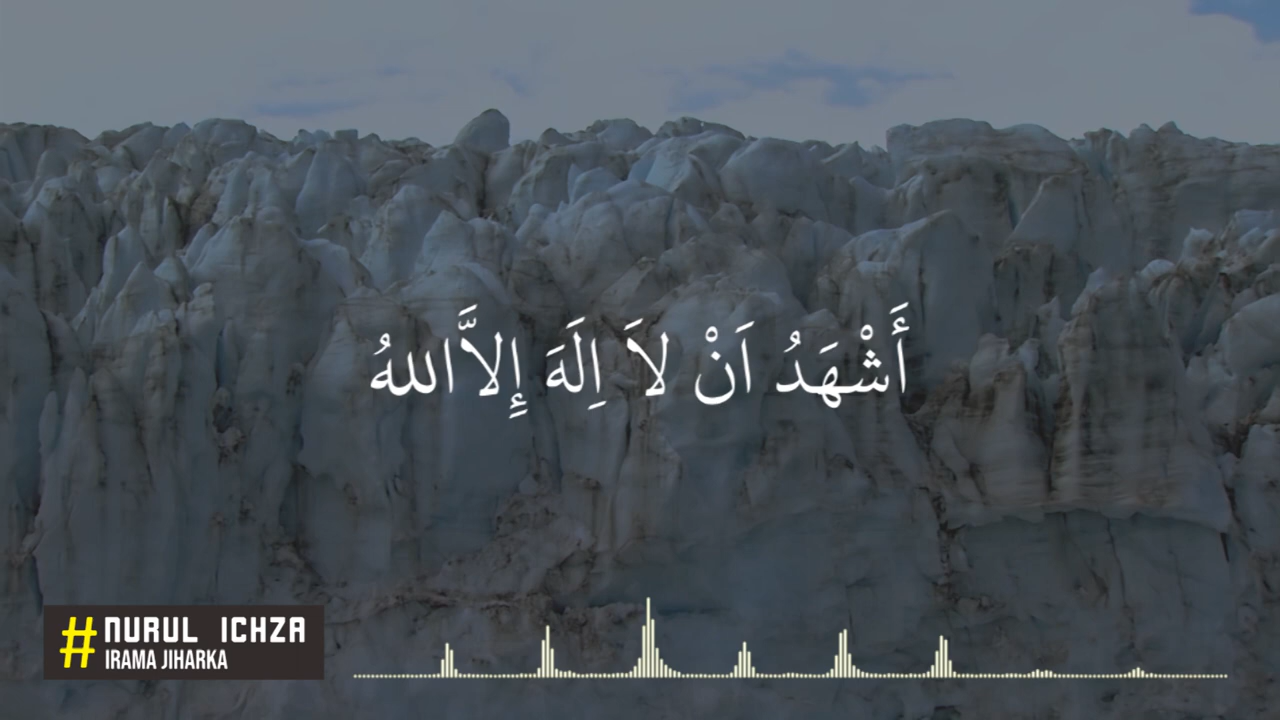 أَشْهَدُ اَنْ لاَ اِلَهَ إِلاَّاللهُ
#NURUL ICHZA
IRAMA JIHARKA